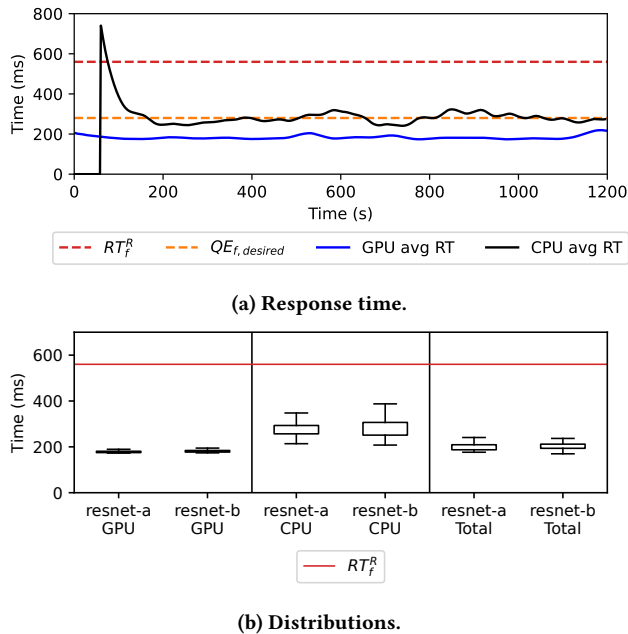 800
600
400
200
0
Time (ms)
0 200 400 600 800 1000 1200
Time (s)
RT_f^R QE_{f, desired} GPU avg RT CPU avg RT
(a) Response time.
600
400
200
0
Time (ms)
resnet-a resnet-b resnet-a resnet-b resnet-a resnet-b
GPU GPU CPU CPU Total Total
RT_f^R
(b) Distributions.